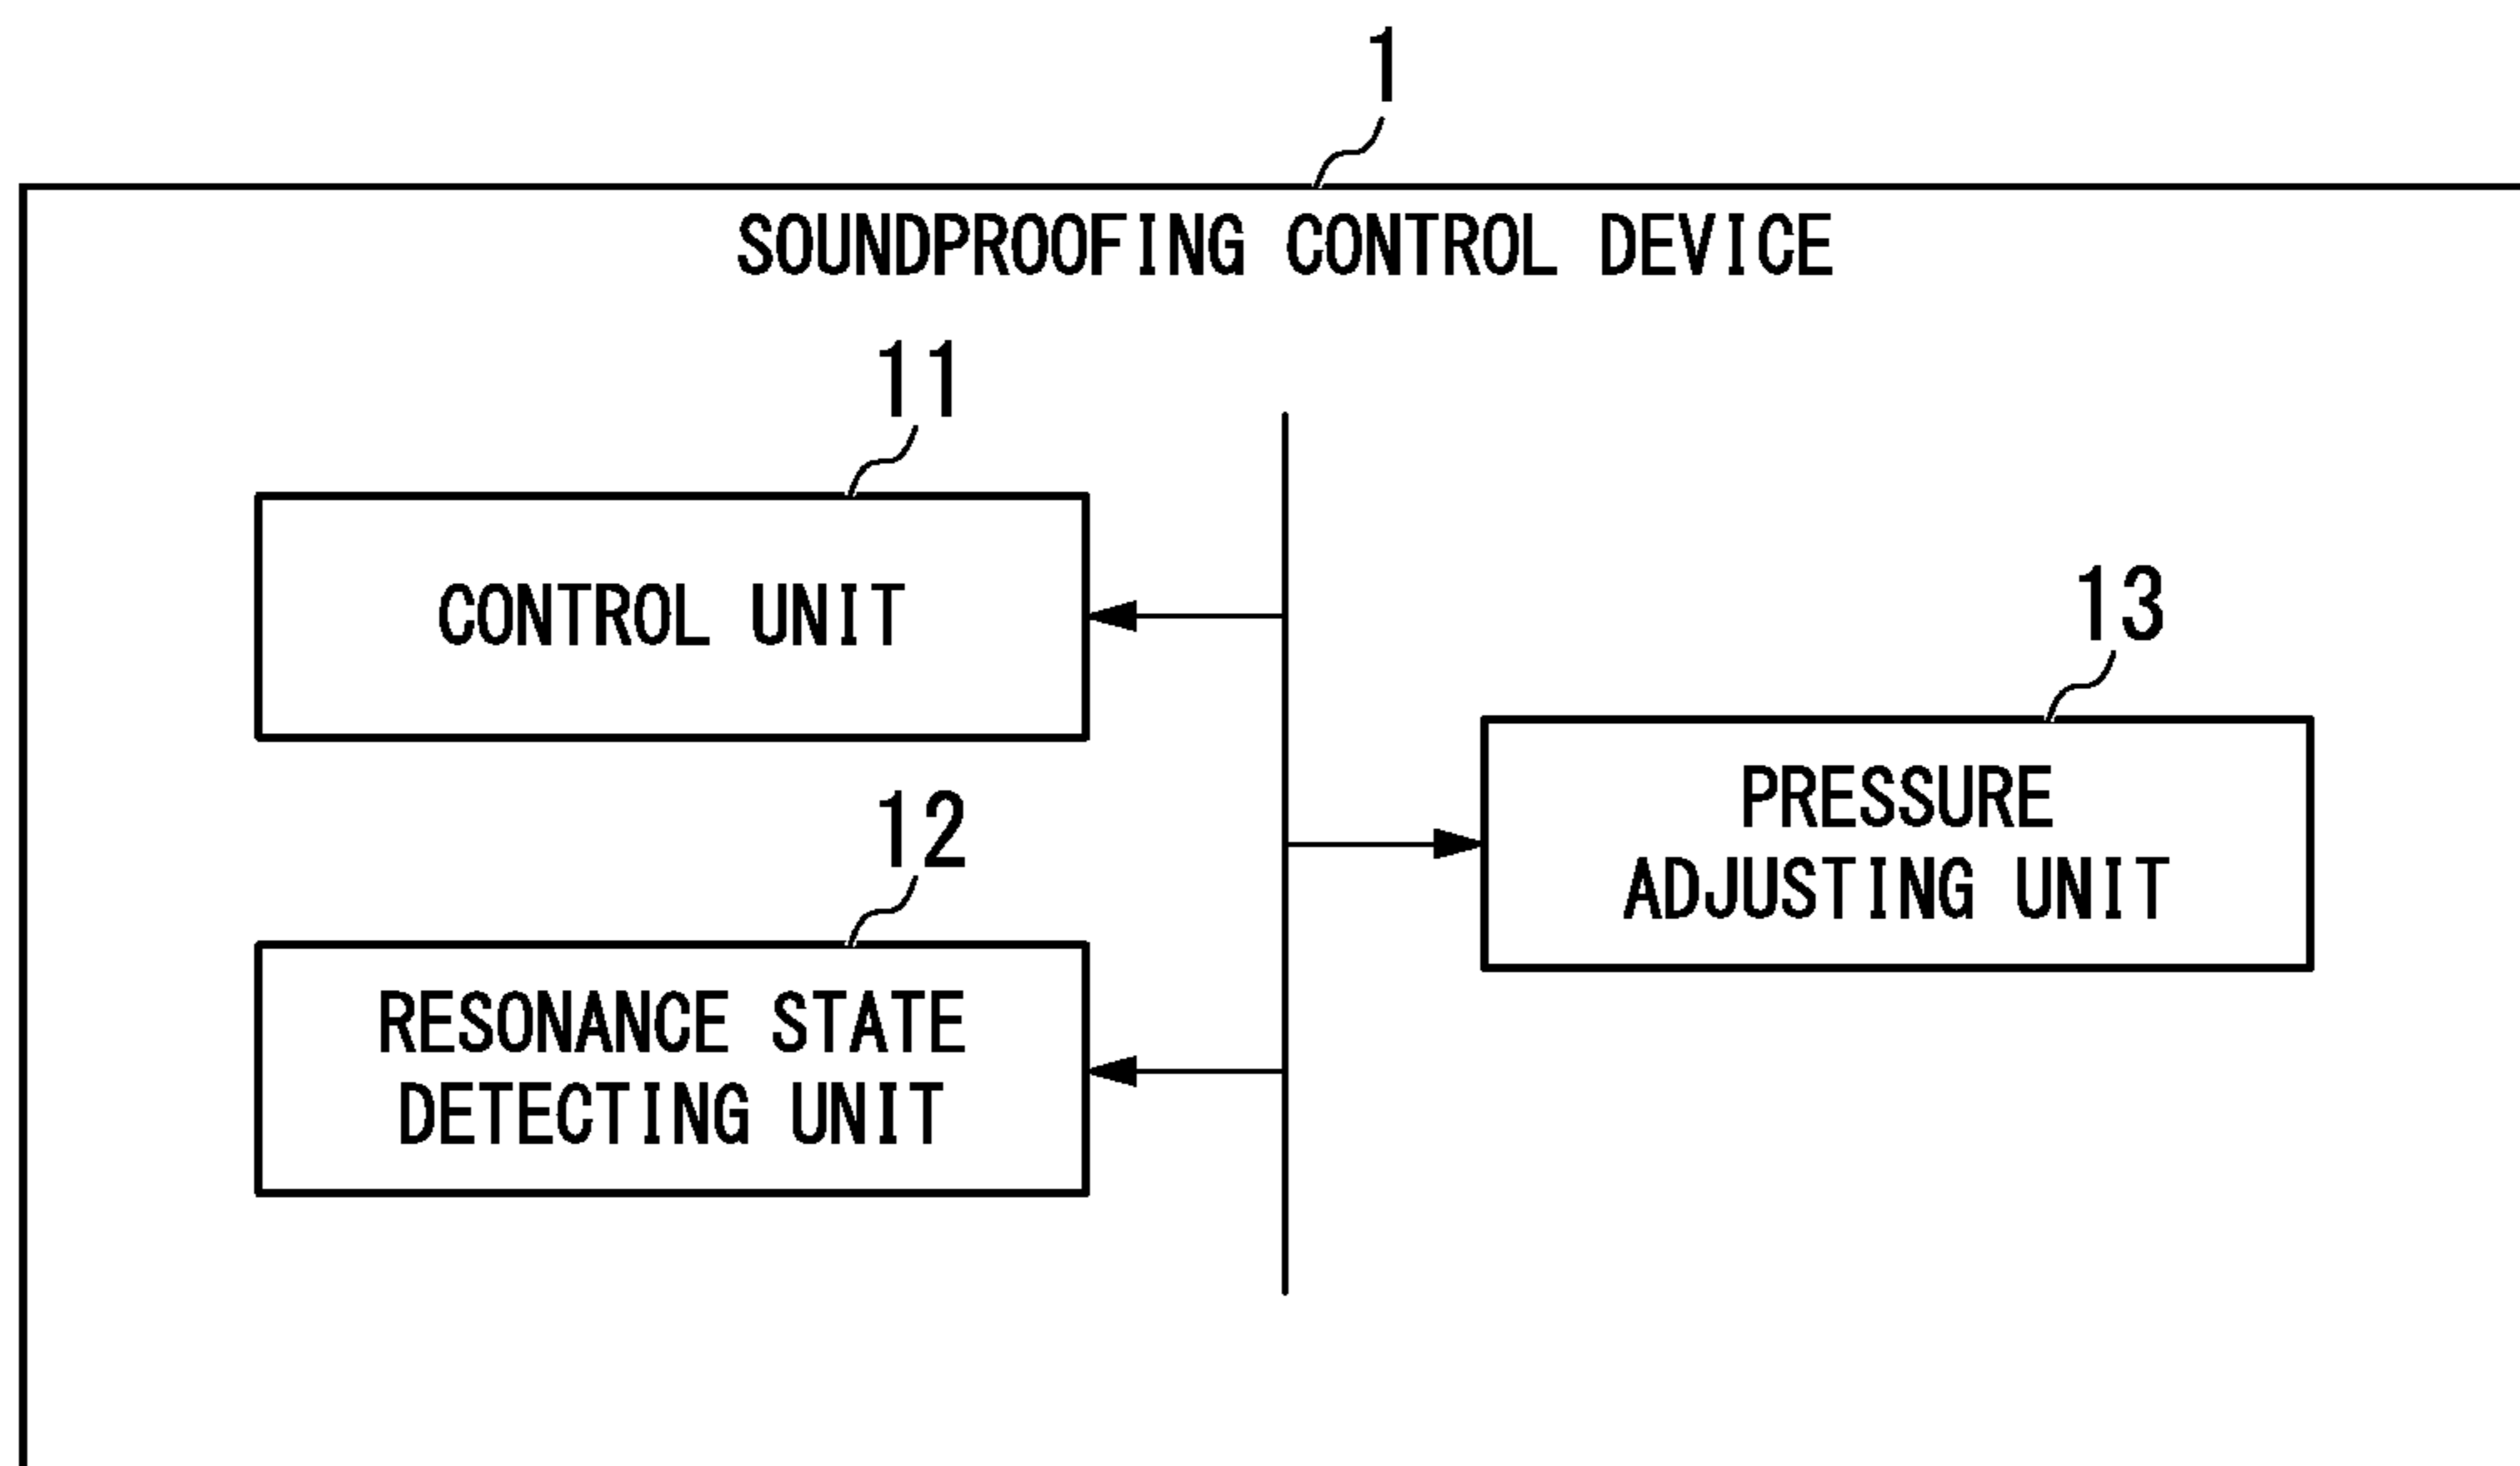 1
SOUNDPROOFING CONTROL DEVICE
11
CONTROL UNIT
12
RESONANCE STATE
DETECTING UNIT
13
PRESSURE
ADJUSTING UNIT